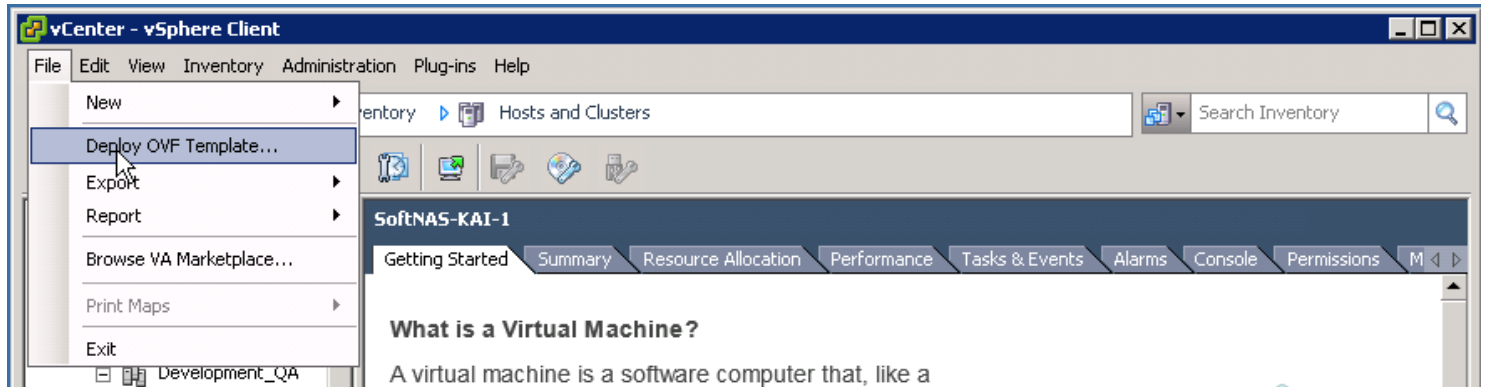 vCenter - vSphere Client
File Edit View Inventory Administration Plug-ins Help
New
entory Hosts and Clusters
Search Inventory
Deploy OVF Template...
Export
Report
SoftNAS-KAI-1
Browse VA Marketplace...
Getting Started Summary Resource Allocation Performance Tasks & Events Alarms Console Permissions M
Print Maps
What is a Virtual Machine?
Exit
Development_QA
A virtual machine is a software computer that, like a